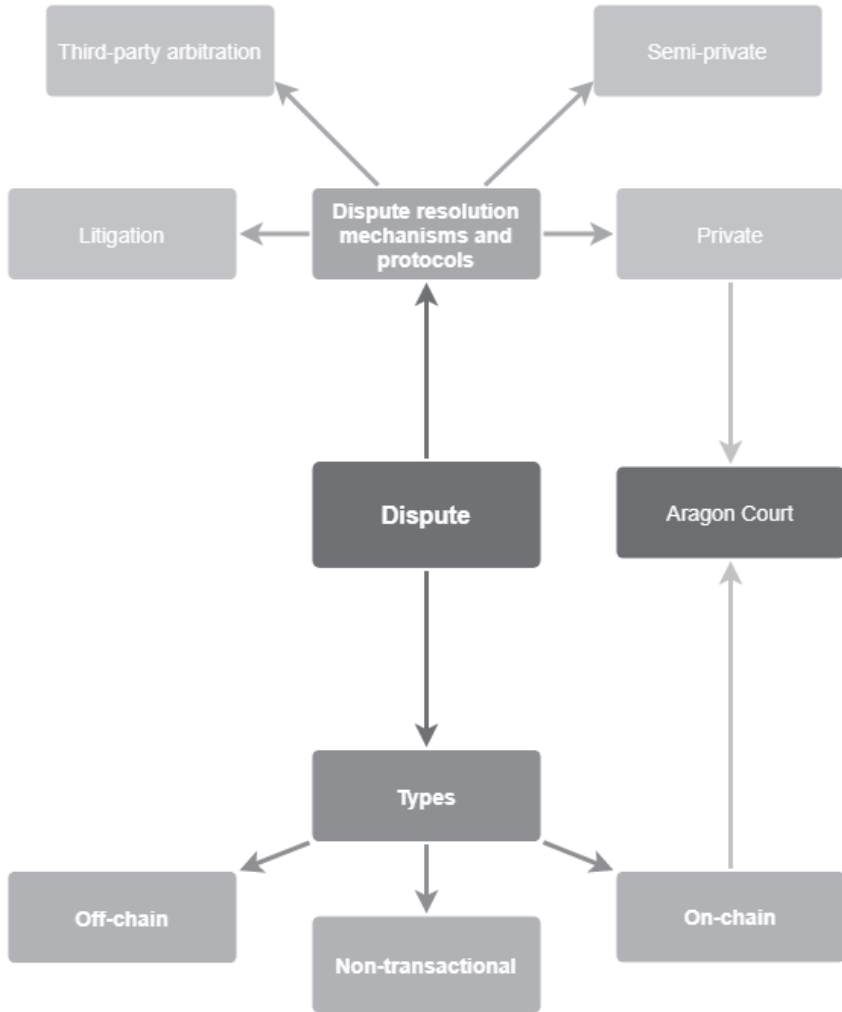 Third-party arbitration
Semi-private
Litigation
Dispute resolution
mechanisms and
protocols
Private
Dispute
Aragon Court
Types
Off-chain
Non-transactional
On-chain